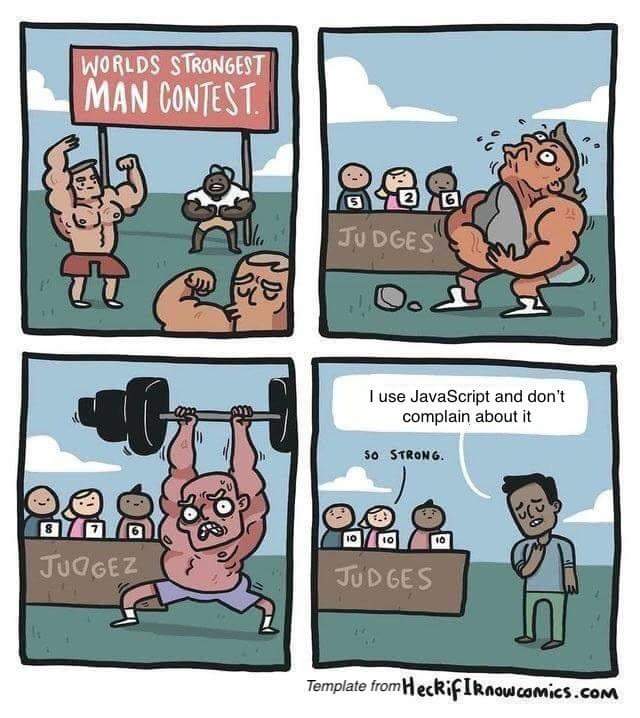 WORLDS STRONGEST
MAN CONTEST.
5
2
6
JUDGES
8
7
6
JUDGEZ
I use JavaScript and don't
complain about it
SO STRONG.
10
10
10
JUDGES
Template from HeckifIknowcomics.com